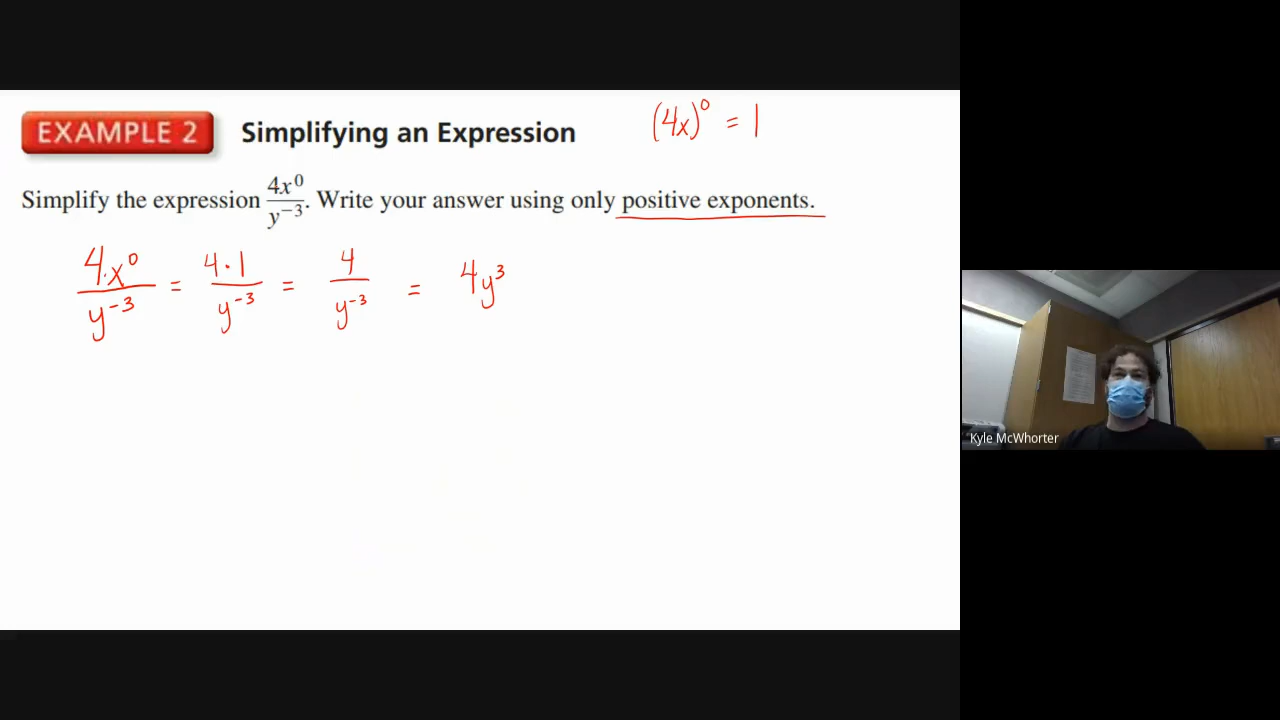 EXAMPLE 2 Simplifying an Expression
(4x)⁰ = 1
Simplify the expression 4x⁰/y⁻³. Write your answer using only positive exponents.
4·x⁰/y⁻³ = 4·1/y⁻³ = 4/y⁻³ = 4y³
Kyle McWhorter